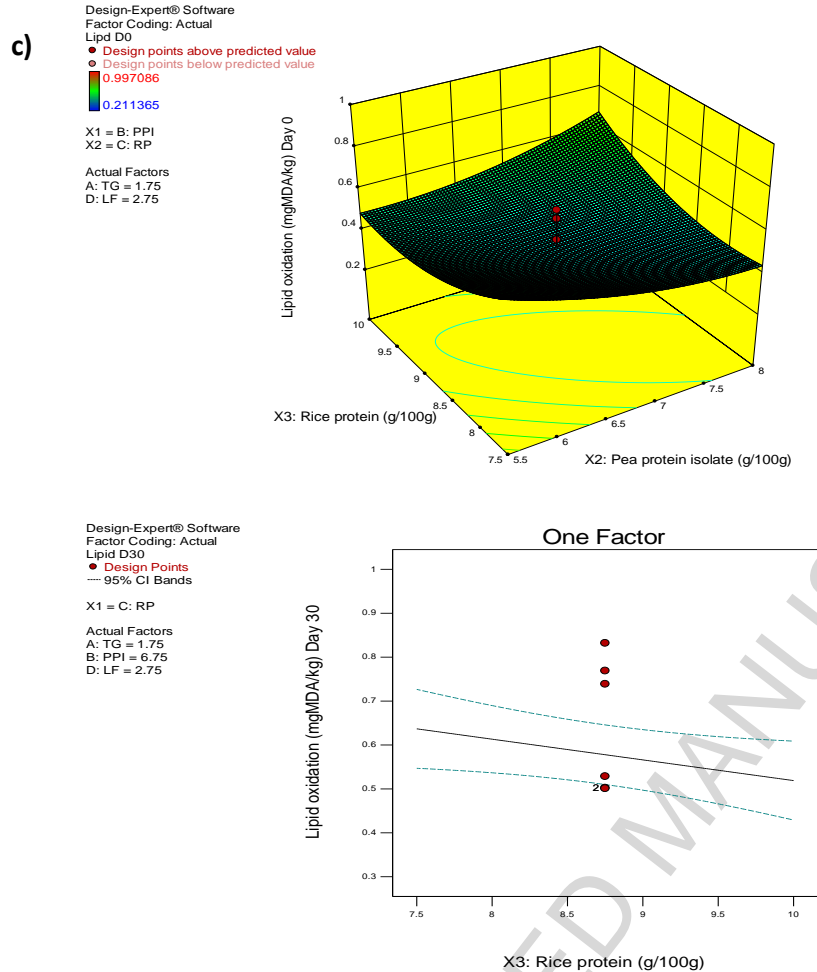 c)
Design-Expert® Software
Factor Coding: Actual
Lipd D0
Design points above predicted value
Design points below predicted value
0.997086
0.211365
X1 = B: PPI
X2 = C: RP
Actual Factors
A: TG = 1.75
D: LF = 2.75
Lipid oxidation (mgMDA/kg) Day 0
1
0.8
0.6
0.4
0.2
10
9.5
9
8.5
8
7.5
X3: Rice protein (g/100g)
5.5
6
6.5
7
7.5
8
X2: Pea protein isolate (g/100g)
Design-Expert® Software
Factor Coding: Actual
Lipid D30
Design Points
95% CI Bands
X1 = C: RP
Actual Factors
A: TG = 1.75
B: PPI = 6.75
D: LF = 2.75
One Factor
Lipid oxidation (mgMDA/kg) Day 30
1
0.9
0.8
0.7
0.6
0.5
0.4
0.3
2
7.5
8
8.5
9
9.5
10
X3: Rice protein (g/100g)
ED MANUS